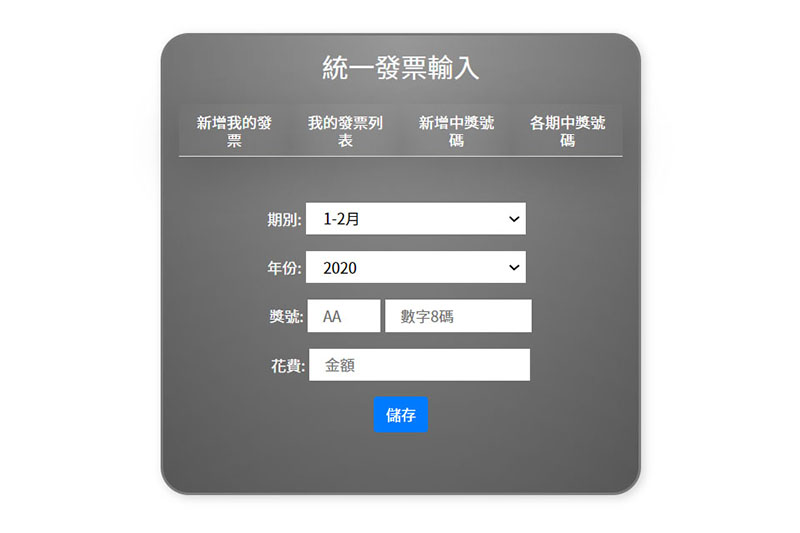 統一發票輸入
新增我的發票
我的發票列表
新增中獎號碼
各期中獎號碼
期別: 1-2月
年份: 2020
獎號: AA 數字8碼
花費: 金額
儲存